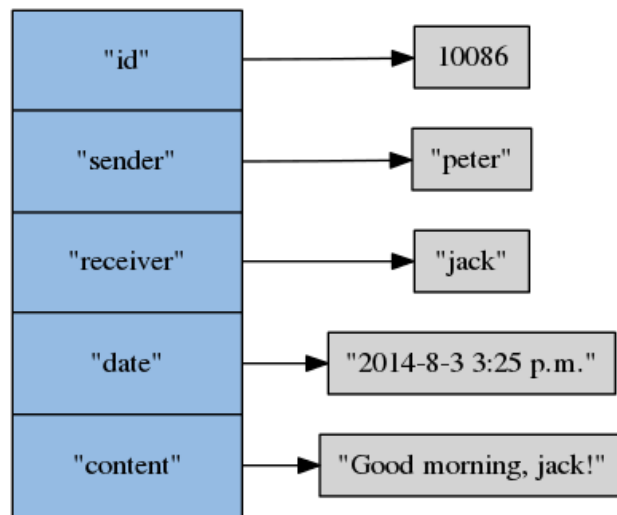 "id" 10086
"sender" "peter"
"receiver" "jack"
"date" "2014-8-3 3:25 p.m."
"content" "Good morning, jack!"